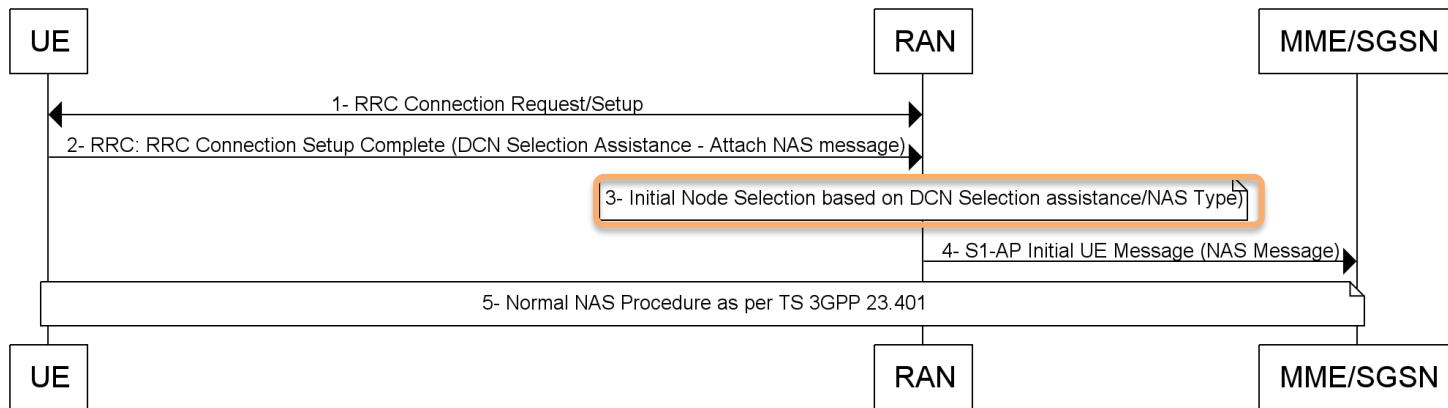 UE RAN MME/SGSN
1- RRC Connection Request/Setup
2- RRC: RRC Connection Setup Complete (DCN Selection Assistance - Attach NAS message)
3- Initial Node Selection based on DCN Selection assistance/NAS Type)
4- S1-AP Initial UE Message (NAS Message)
5- Normal NAS Procedure as per TS 3GPP 23.401
UE RAN MME/SGSN